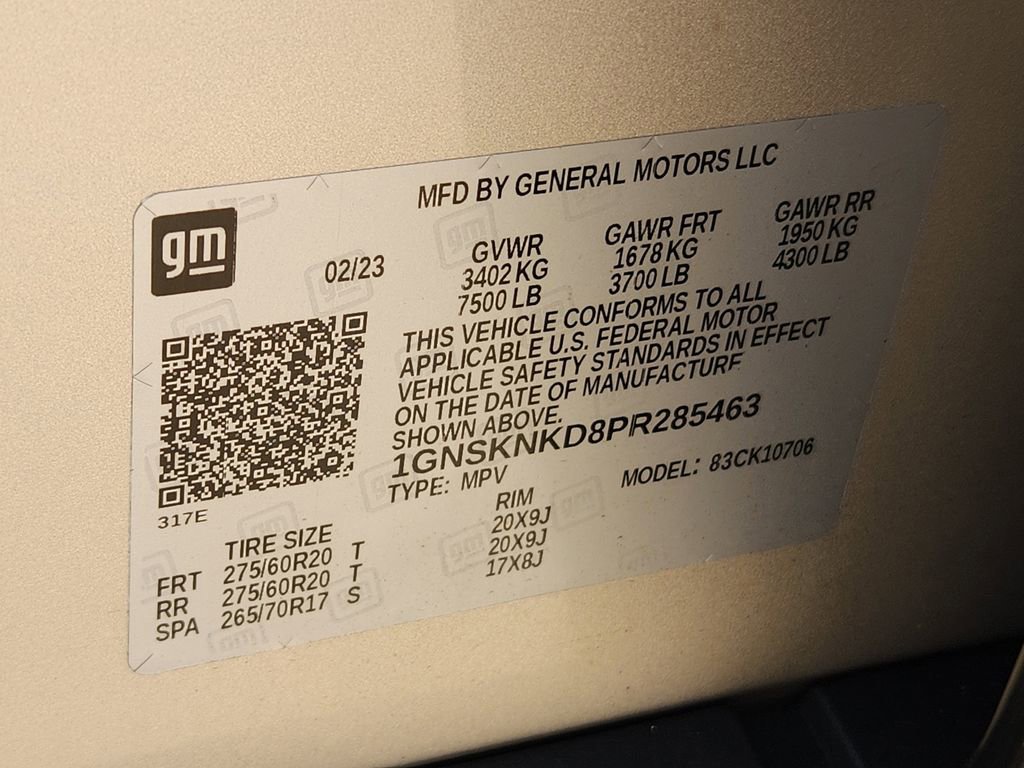 MFD BY GENERAL MOTORS LLC
gm
02/23
GVWR GAWR FRT GAWR RR
3402 KG 1678 KG 1950 KG
7500 LB 3700 LB 4300 LB
THIS VEHICLE CONFORMS TO ALL
APPLICABLE U.S. FEDERAL MOTOR
VEHICLE SAFETY STANDARDS IN EFFECT
ON THE DATE OF MANUFACTURE
SHOWN ABOVE.
1GNSKNKD8PR285463
TYPE: MPV MODEL: 83CK10706
317E
TIRE SIZE RIM
FRT 275/60R20 T 20X9J
RR 275/60R20 T 20X9J
SPA 265/70R17 S 17X8J